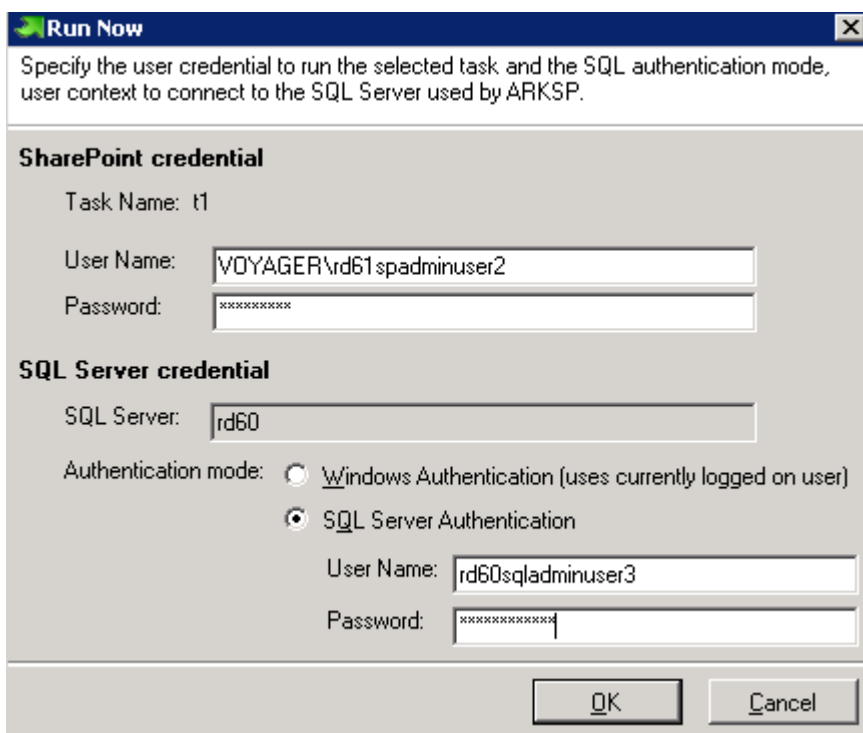 Run Now
Specify the user credential to run the selected task and the SQL authentication mode,
user context to connect to the SQL Server used by ARKSP.
SharePoint credential
Task Name: t1
User Name: VOYAGER\rd61spadminuser2
Password: *********
SQL Server credential
SQL Server: rd60
Authentication mode: Windows Authentication (uses currently logged on user)
SQL Server Authentication
User Name: rd60sqladminuser3
Password: ************
OK Cancel